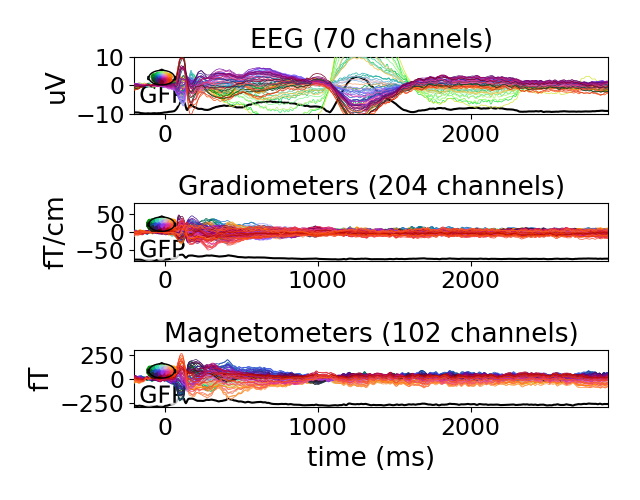 EEG (70 channels)
10
0
−10
uV
GFP
0 1000 2000
Gradiometers (204 channels)
50
0
−50
fT/cm
GFP
0 1000 2000
Magnetometers (102 channels)
250
0
−250
fT
GFP
0 1000 2000
time (ms)